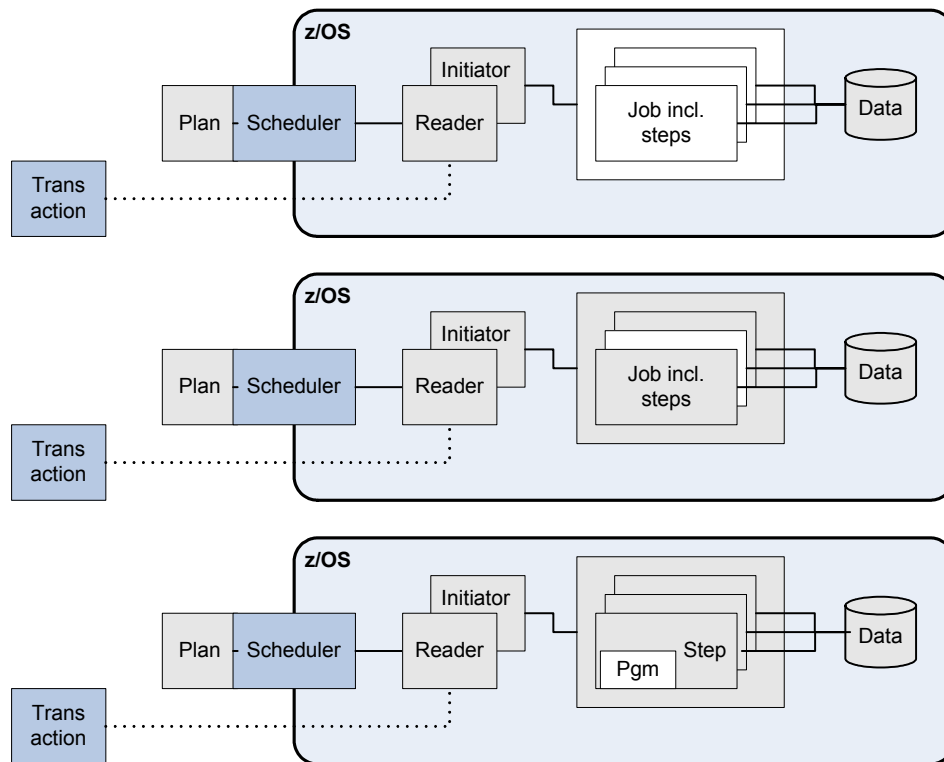 z/OS
Initiator
Plan
Scheduler
Reader
Job incl.
steps
Data
Trans
action
z/OS
Initiator
Plan
Scheduler
Reader
Job incl.
steps
Data
Trans
action
z/OS
Initiator
Plan
Scheduler
Reader
Step
Pgm
Data
Trans
action